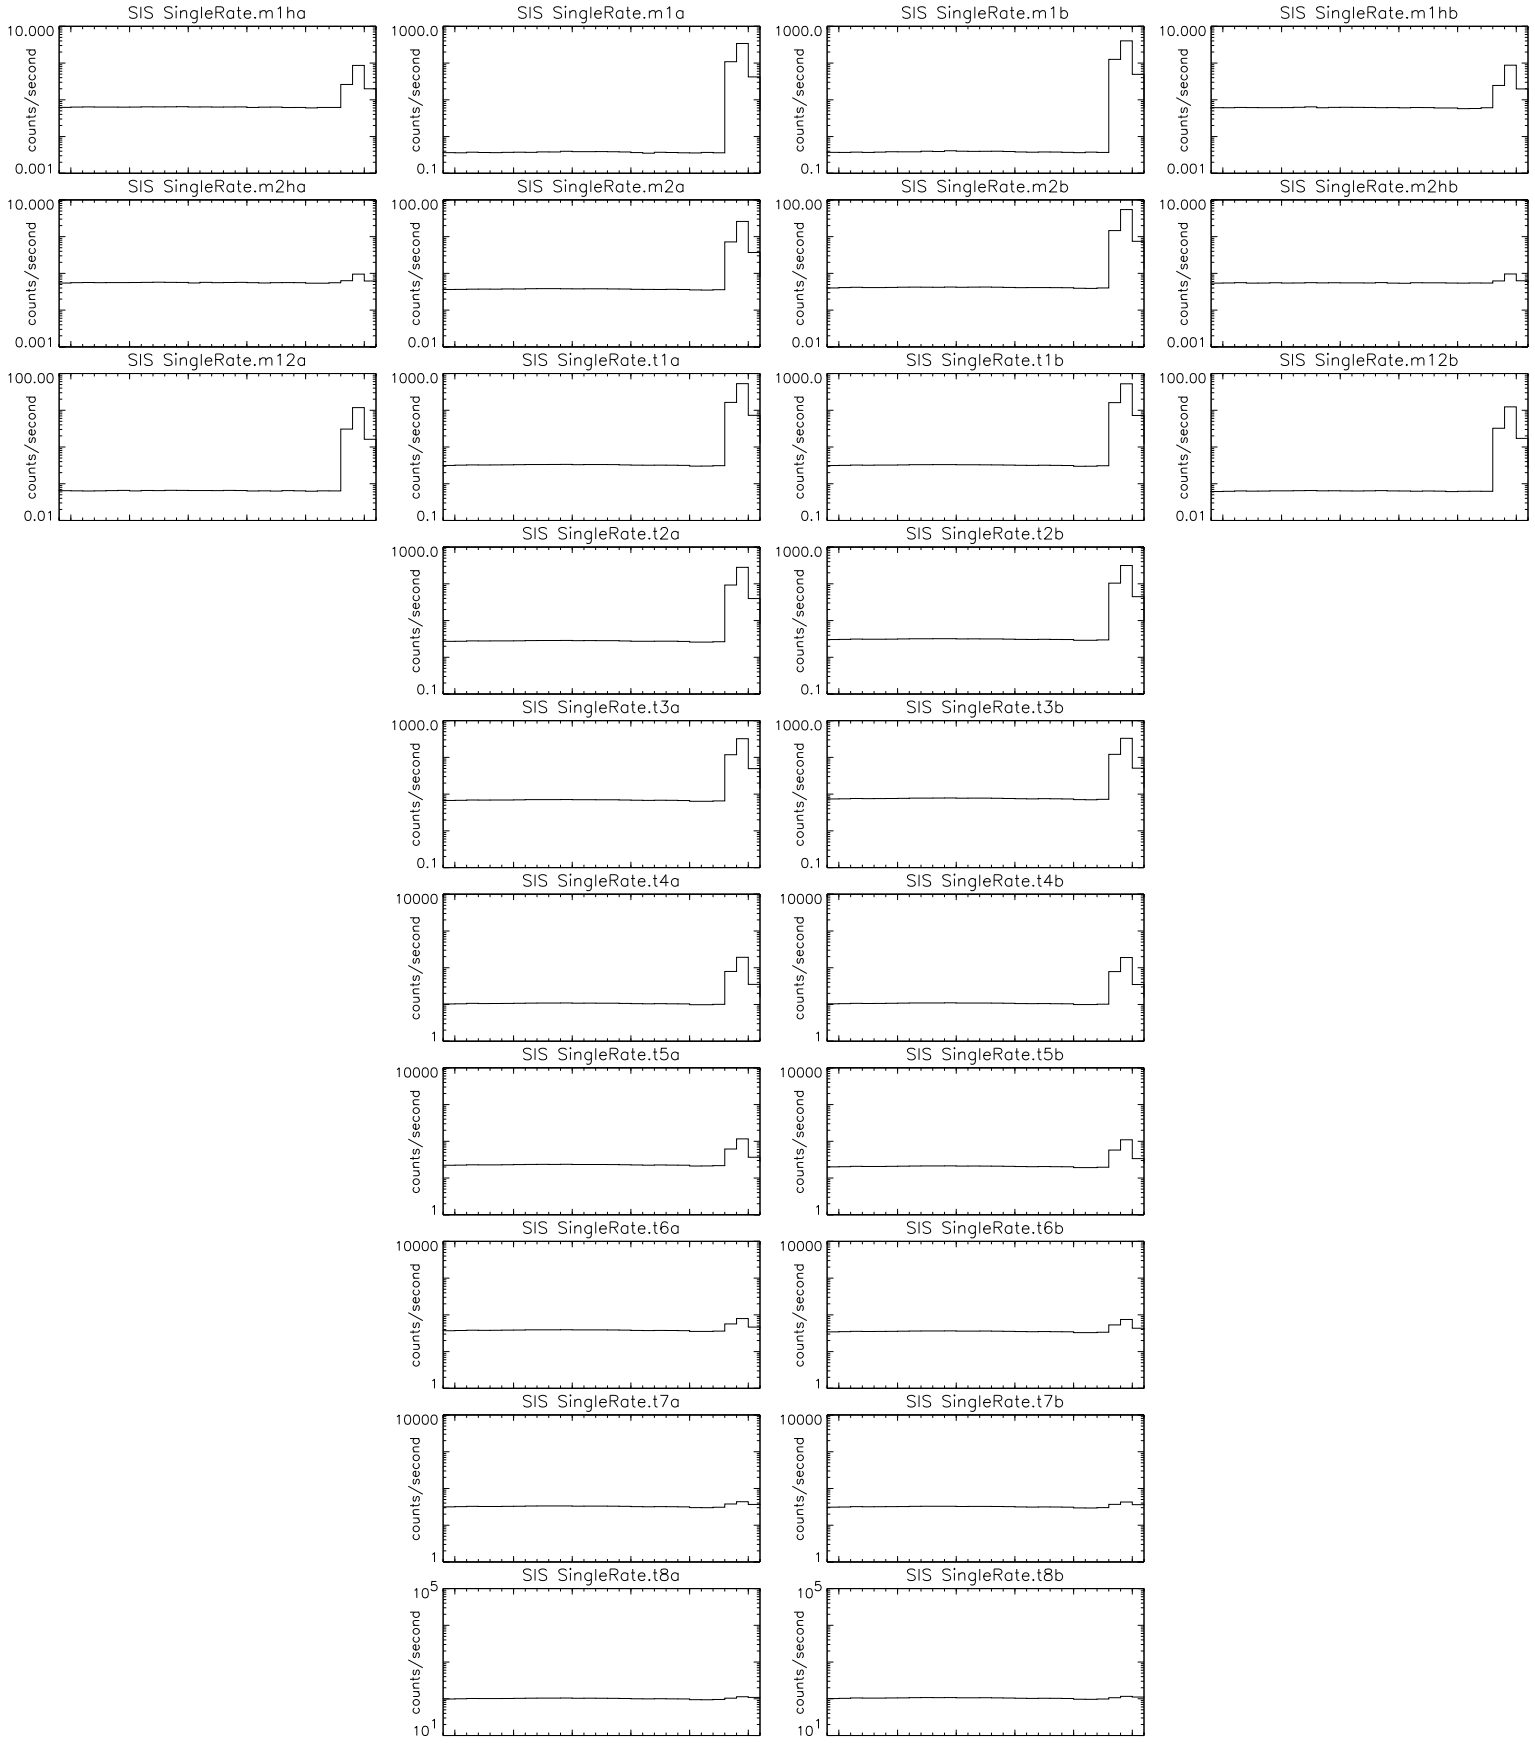 SIS SingleRate.m1ha
10.000
counts/second
0.001
SIS SingleRate.m1a
1000.0
counts/second
0.1
SIS SingleRate.m1b
1000.0
counts/second
0.1
SIS SingleRate.m1hb
10.000
counts/second
0.001
SIS SingleRate.m2ha
10.000
counts/second
0.001
SIS SingleRate.m2a
100.00
counts/second
0.01
SIS SingleRate.m2b
100.00
counts/second
0.01
SIS SingleRate.m2hb
10.000
counts/second
0.001
SIS SingleRate.m12a
100.00
counts/second
0.01
SIS SingleRate.t1a
1000.0
counts/second
0.1
SIS SingleRate.t1b
1000.0
counts/second
0.1
SIS SingleRate.m12b
100.00
counts/second
0.01
SIS SingleRate.t2a
1000.0
counts/second
0.1
SIS SingleRate.t2b
1000.0
counts/second
0.1
SIS SingleRate.t3a
1000.0
counts/second
0.1
SIS SingleRate.t3b
1000.0
counts/second
0.1
SIS SingleRate.t4a
10000
counts/second
1
SIS SingleRate.t4b
10000
counts/second
1
SIS SingleRate.t5a
10000
counts/second
1
SIS SingleRate.t5b
10000
counts/second
1
SIS SingleRate.t6a
10000
counts/second
1
SIS SingleRate.t6b
10000
counts/second
1
SIS SingleRate.t7a
10000
counts/second
1
SIS SingleRate.t7b
10000
counts/second
1
SIS SingleRate.t8a
10⁵
counts/second
10¹
SIS SingleRate.t8b
10⁵
counts/second
10¹